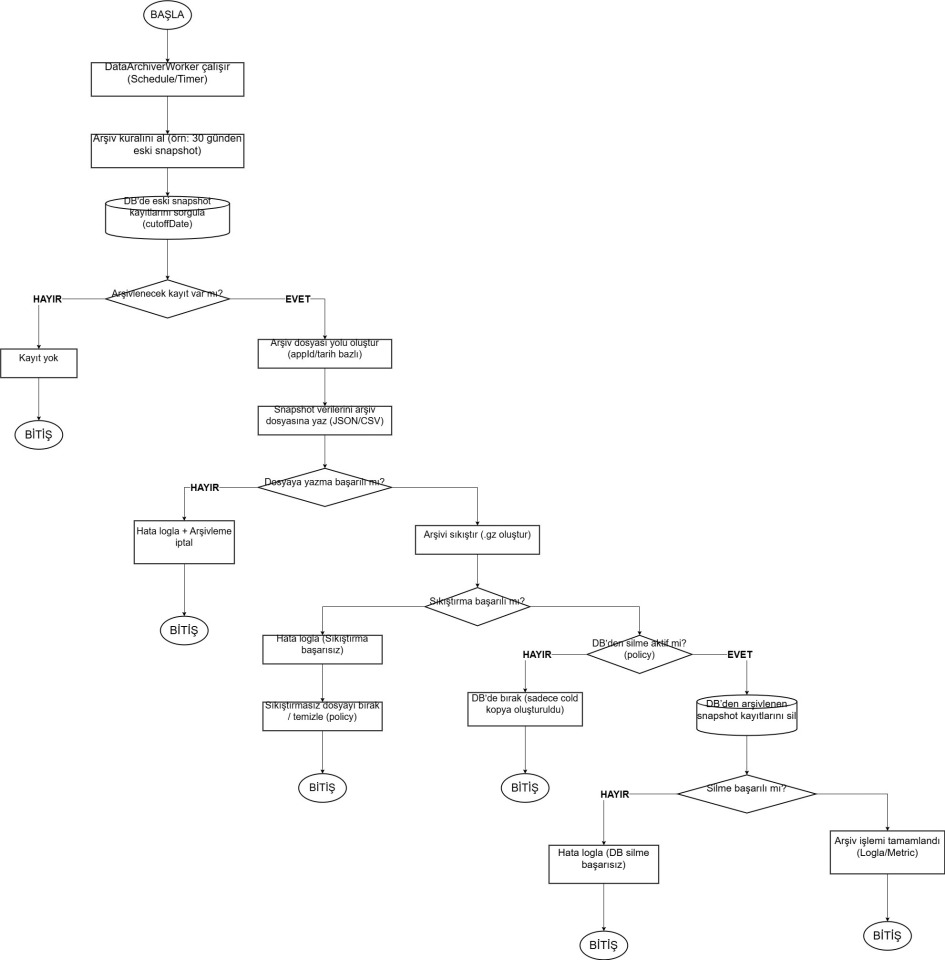 BAŞLA
DataArchiverWorker çalışır
(Schedule/Timer)
Arşiv kuralını al (örn: 30 günden
eski snapshot)
DB'de eski snapshot
kayıtlarını sorgula
(cutoffDate)
Arşivlenecek kayıt var mı?
HAYIR
EVET
Kayıt yok
BİTİŞ
Arşiv dosyası yolu oluştur
(appId/tarih bazlı)
Snapshot verilerini arşiv
dosyasına yaz (JSON/CSV)
Dosyaya yazma başarılı mı?
HAYIR
Hata logla + Arşivleme
iptal
BİTİŞ
Arşivi sıkıştır (.gz oluştur)
Sıkıştırma başarılı mı?
Hata logla (Sıkıştırma
başarısız)
Sıkıştırmasız dosyayı bırak
/ temizle (policy)
BİTİŞ
DB'den silme aktif mi?
(policy)
HAYIR
EVET
DB'de bırak (sadece cold
kopya oluşturuldu)
BİTİŞ
DB'den arşivlenen
snapshot kayıtlarını sil
Silme başarılı mı?
HAYIR
Hata logla (DB silme
başarısız)
BİTİŞ
Arşiv işlemi tamamlandı
(Logla/Metric)
BİTİŞ